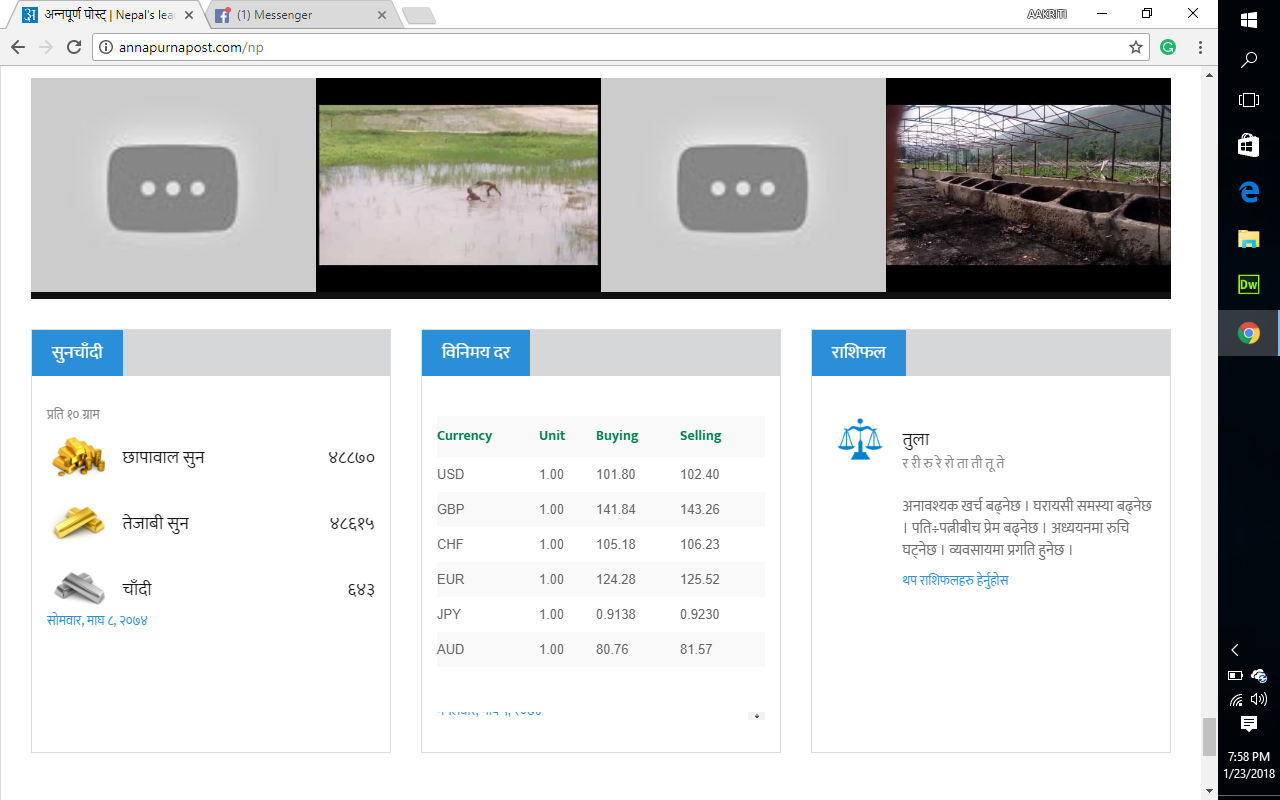 अन्नपूर्ण पोस्ट् | Nepal's lea
(1) Messenger
AAKRITI
annapurnapost.com/np
सुनचाँदी
प्रति १० ग्राम
छापावाल सुन ४८८७०
तेजाबी सुन ४८६१५
चाँदी ६४३
सोमवार, माघ ८, २०७४
विनिमय दर
Currency Unit Buying Selling
USD 1.00 101.80 102.40
GBP 1.00 141.84 143.26
CHF 1.00 105.18 106.23
EUR 1.00 124.28 125.52
JPY 1.00 0.9138 0.9230
AUD 1.00 80.76 81.57
राशिफल
तुला
र री रु रे रो ता ती तू ते
अनावश्यक खर्च बढ्नेछ । घरायसी समस्या बढ्नेछ
। पति÷पत्नीबीच प्रेम बढ्नेछ । अध्ययनमा रुचि
घट्नेछ । व्यवसायमा प्रगति हुनेछ ।
थप राशिफलहरु हेर्नुहोस
Dw
7:58 PM
1/23/2018